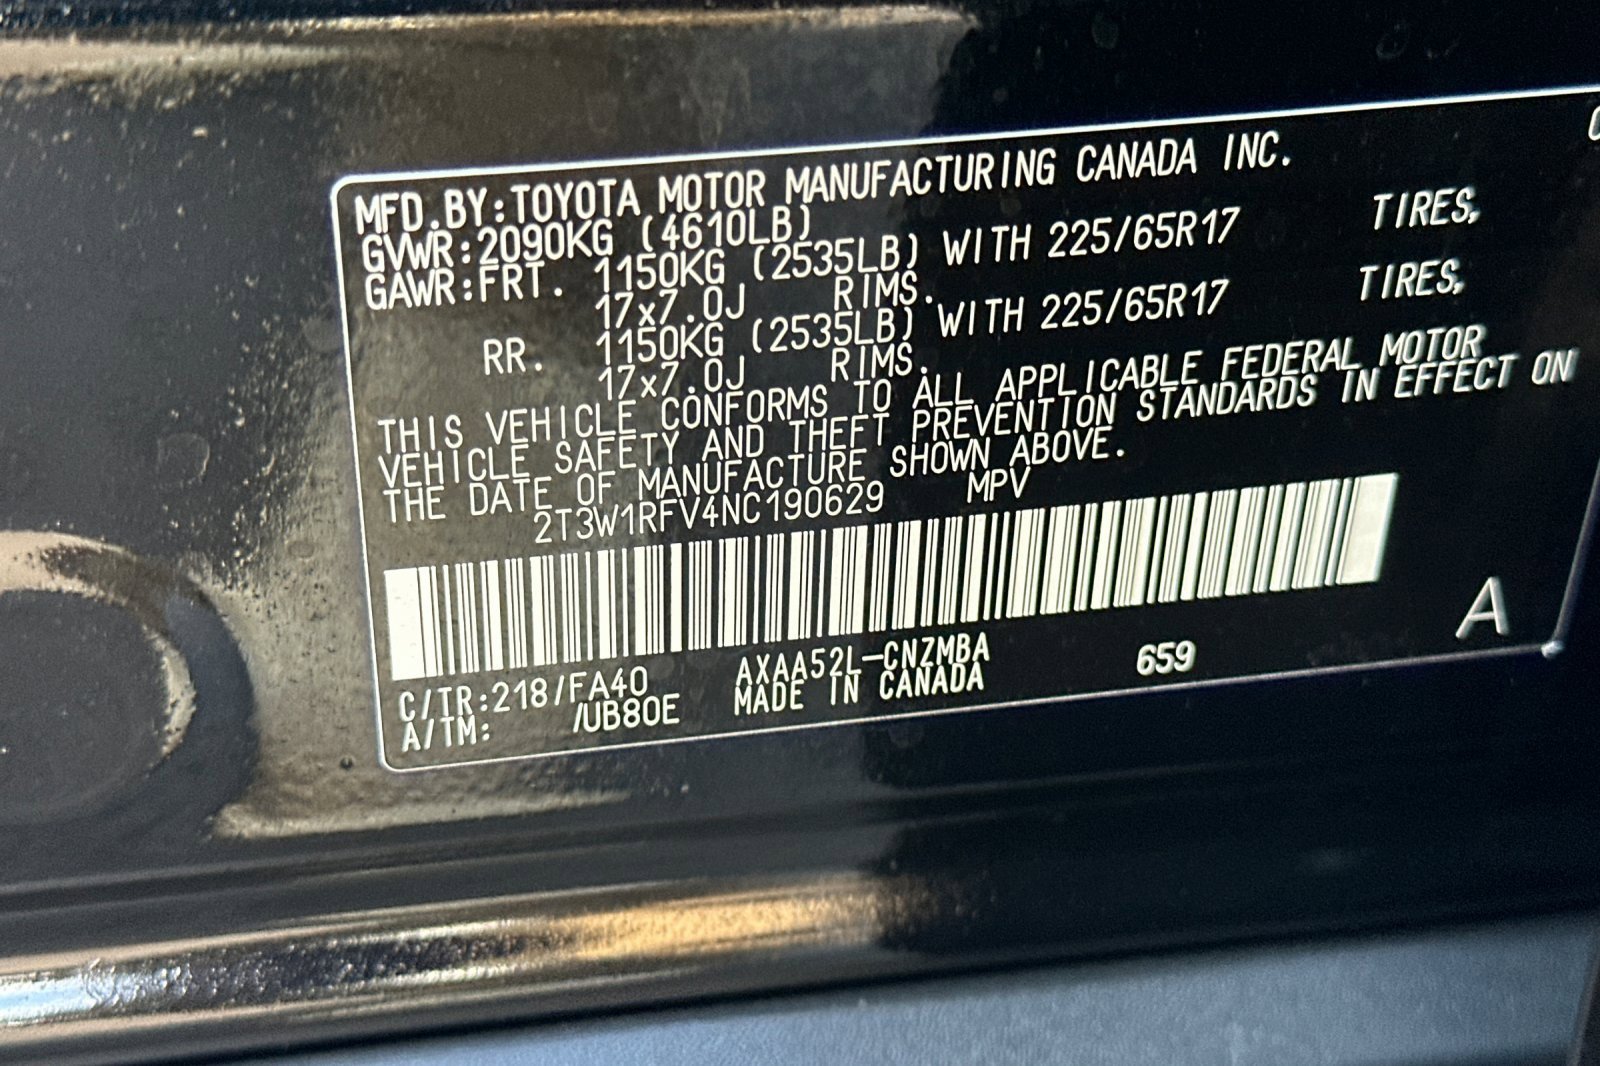 MFD.BY:TOYOTA MOTOR MANUFACTURING CANADA INC.
GVWR:2090KG (4610LB)
GAWR:FRT. 1150KG (2535LB) WITH 225/65R17 TIRES,
17x7.0J RIMS.
RR. 1150KG (2535LB) WITH 225/65R17 TIRES,
17x7.0J RIMS.
THIS VEHICLE CONFORMS TO ALL APPLICABLE FEDERAL MOTOR
VEHICLE SAFETY AND THEFT PREVENTION STANDARDS IN EFFECT ON
THE DATE OF MANUFACTURE SHOWN ABOVE.
2T3W1RFV4NC190629 MPV
C/TR:218/FA40 AXAA52L-CNZMBA 659 A
A/TM: /UB80E MADE IN CANADA